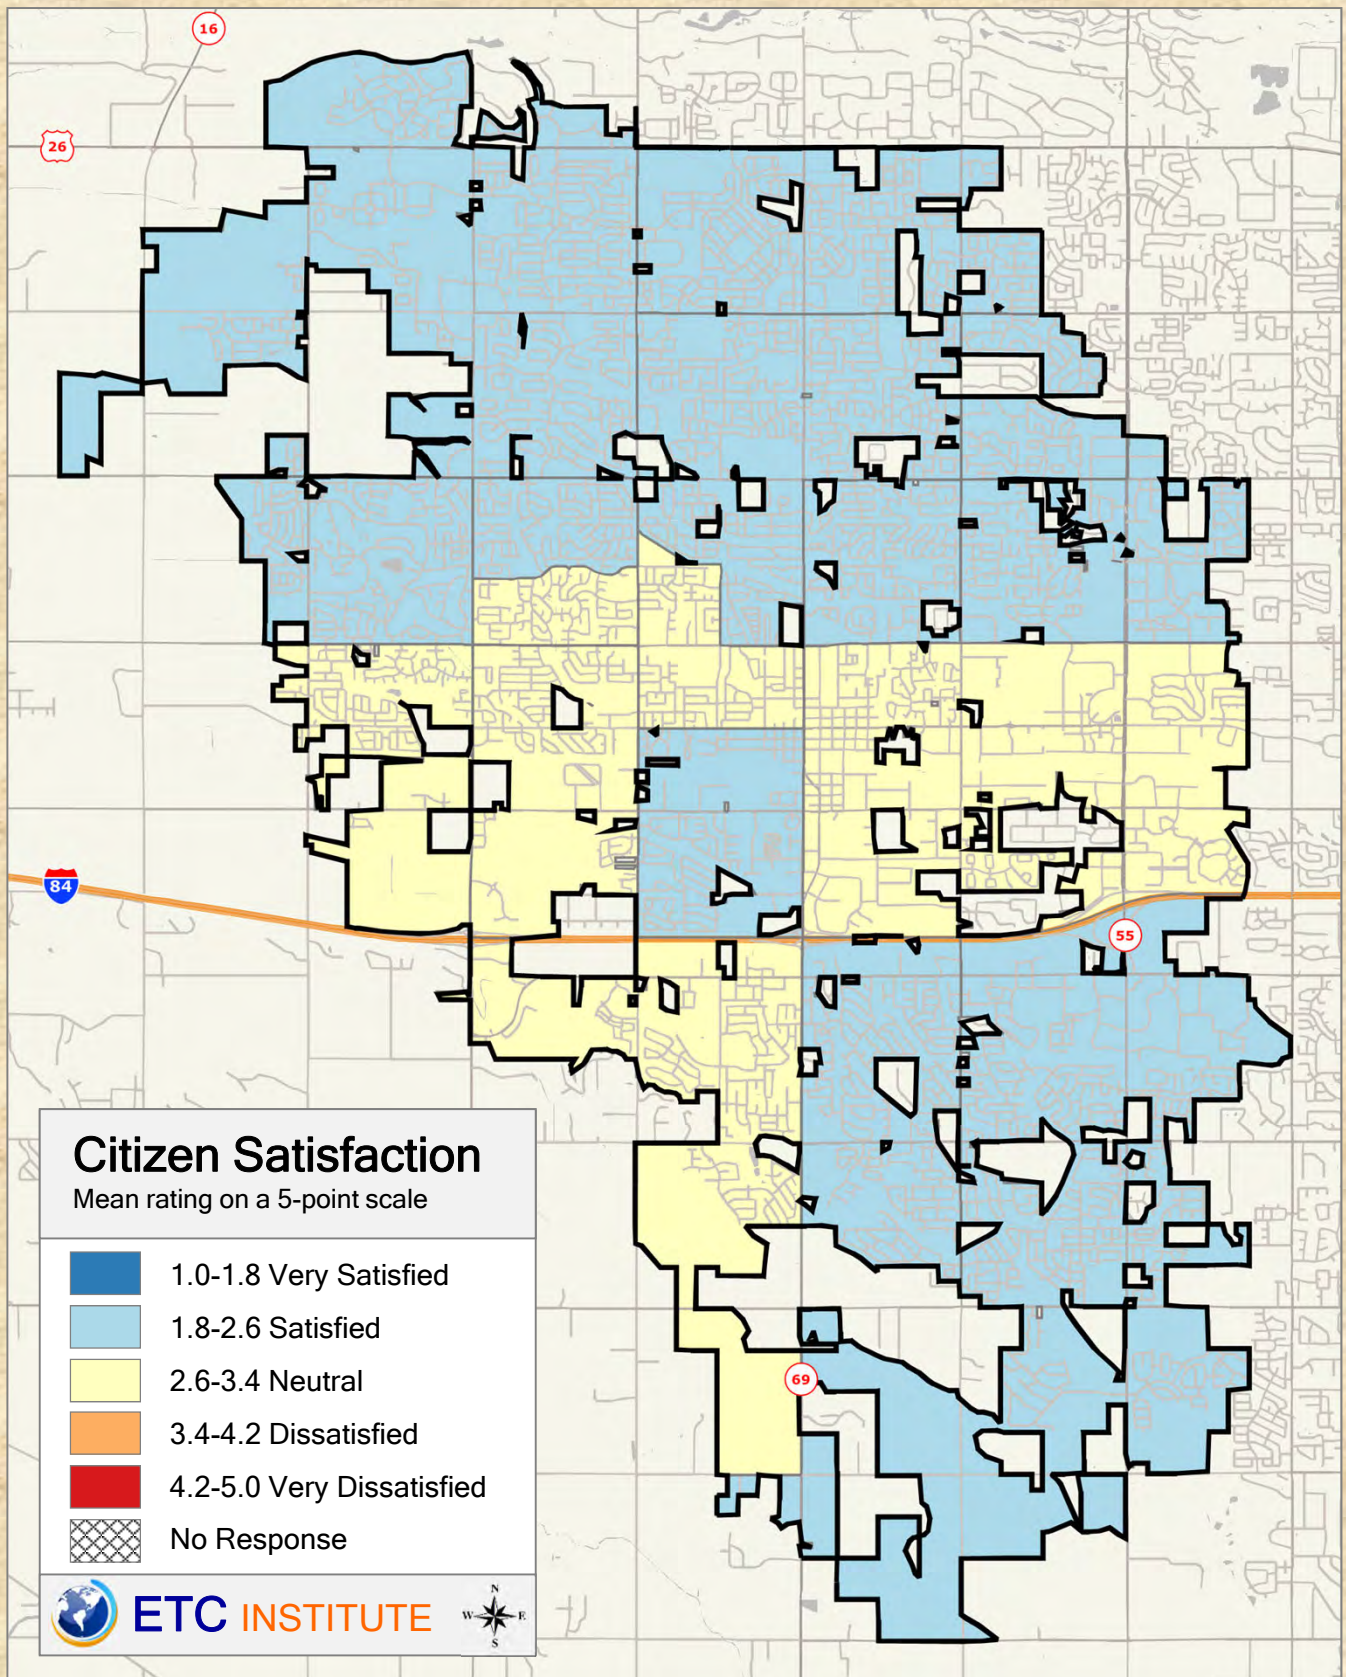 16
26
84
55
69
Citizen Satisfaction
Mean rating on a 5-point scale
1.0-1.8 Very Satisfied
1.8-2.6 Satisfied
2.6-3.4 Neutral
3.4-4.2 Dissatisfied
4.2-5.0 Very Dissatisfied
No Response
ETC INSTITUTE
N
W E
S